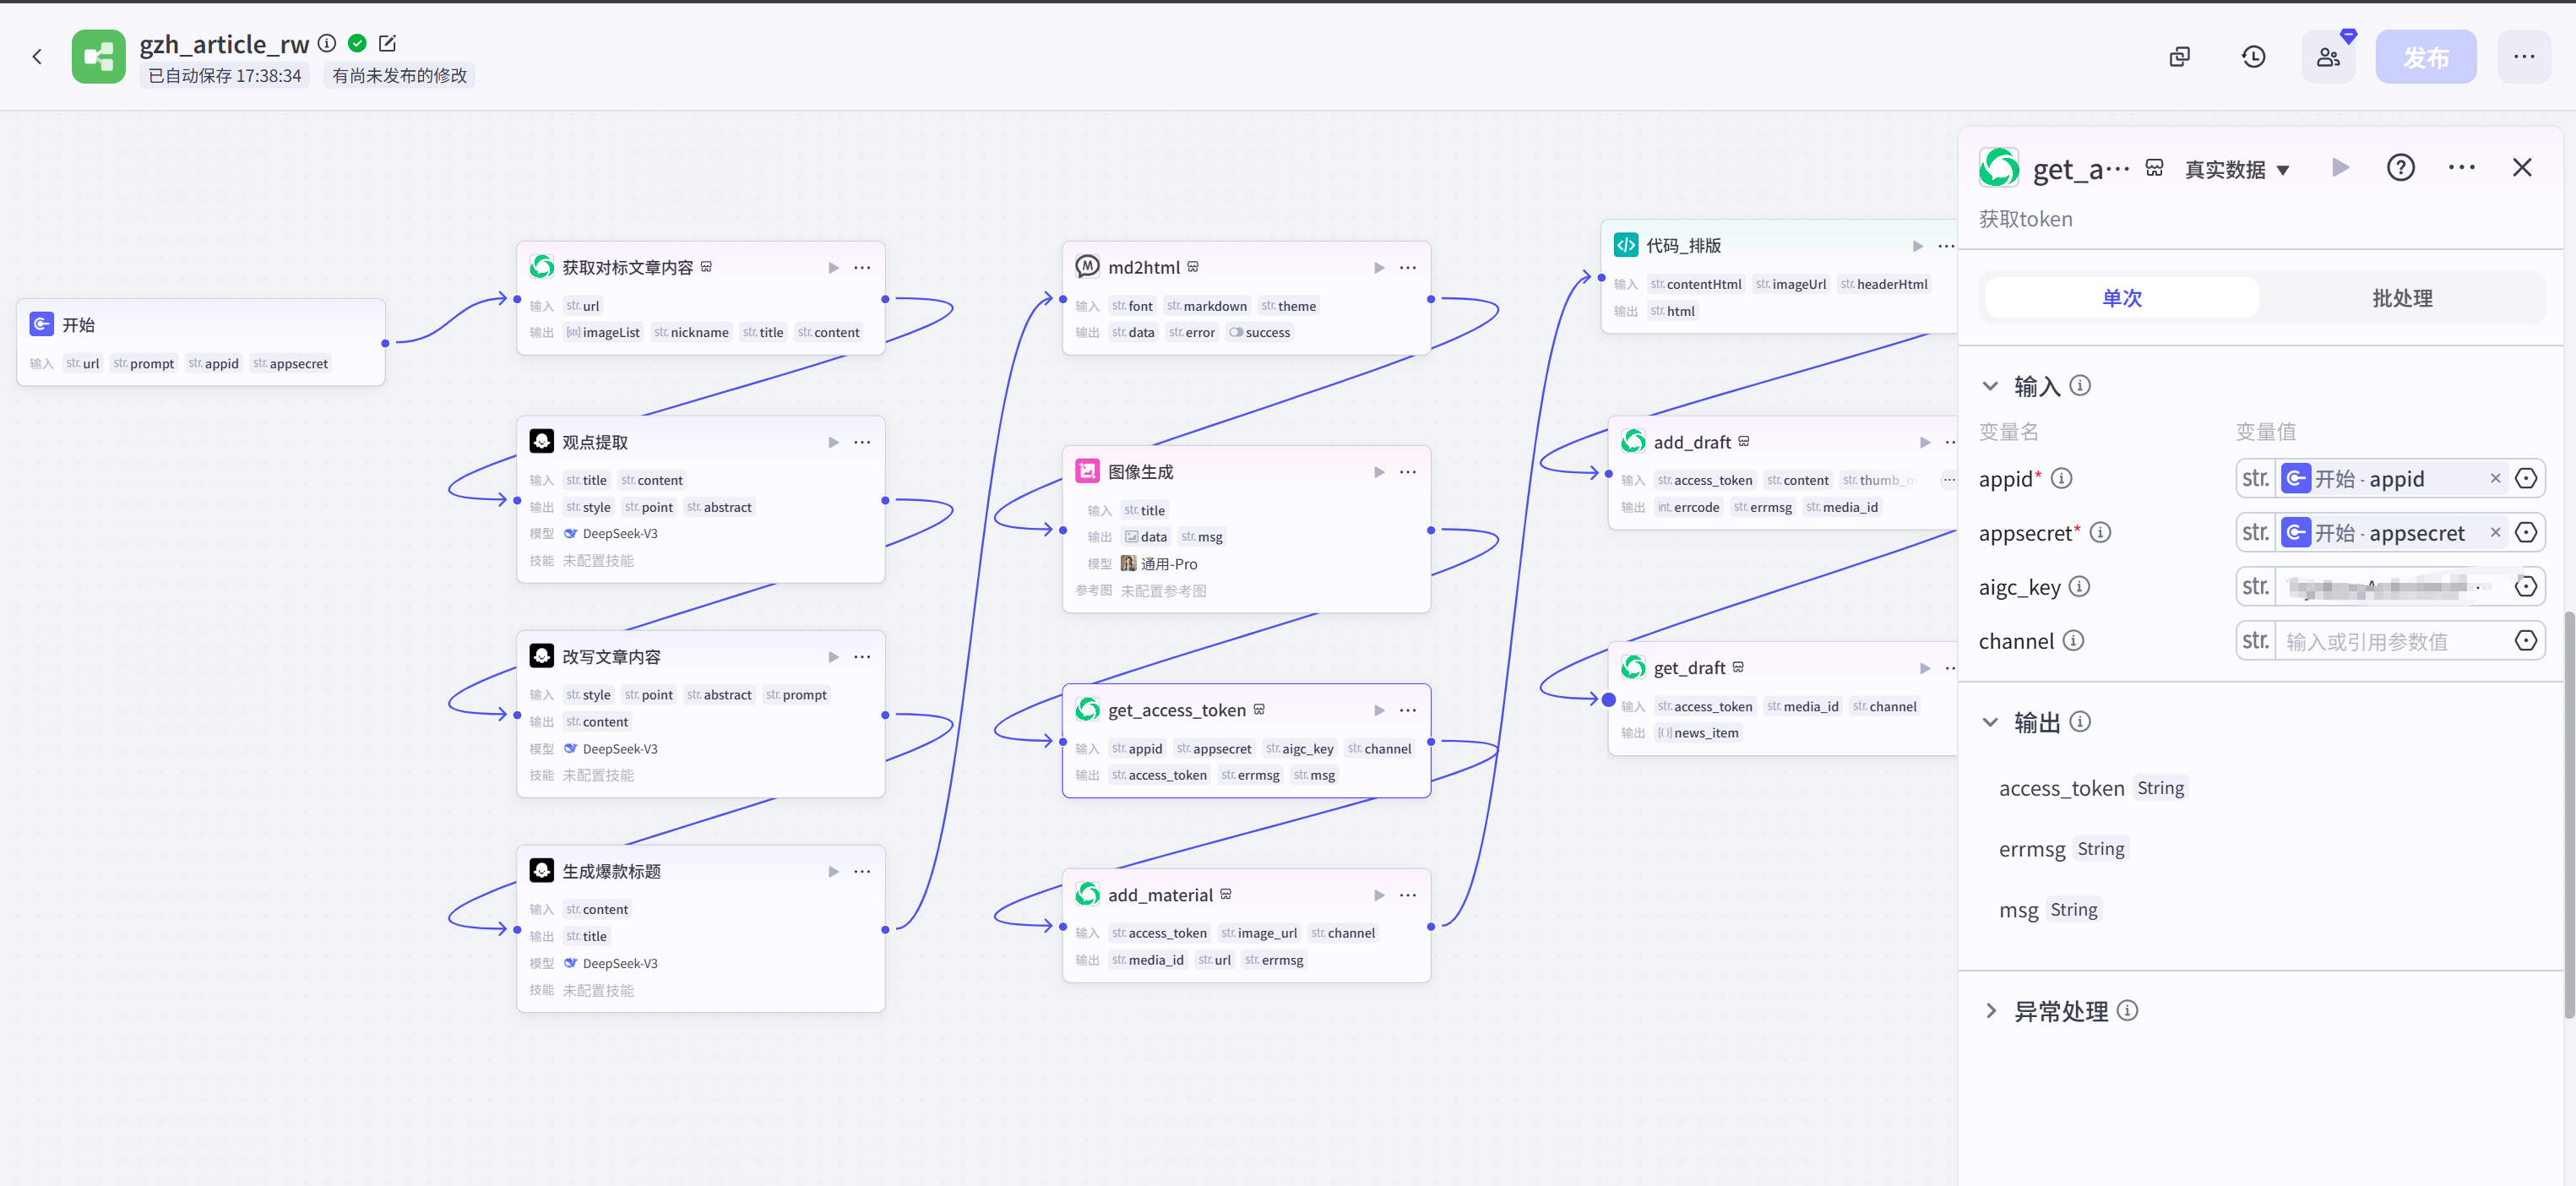 gzh_article_rw
已自动保存 17:38:34 有尚未发布的修改
发布
开始
输入 str. url str. prompt str. appid str. appsecret
获取对标文章内容
输入 str. url
输出 [str] imageList str. nickname str. title str. content
观点提取
输入 str. title str. content
输出 str. style str. point str. abstract
模型 DeepSeek-V3
技能 未配置技能
改写文章内容
输入 str. style str. point str. abstract str. prompt
输出 str. content
模型 DeepSeek-V3
技能 未配置技能
生成爆款标题
输入 str. content
输出 str. title
模型 DeepSeek-V3
技能 未配置技能
md2html
输入 str. font str. markdown str. theme
输出 str. data str. error success
图像生成
输入 str. title
输出 data str. msg
模型 通用-Pro
参考图 未配置参考图
get_access_token
输入 str. appid str. appsecret str. aigc_key str. channel
输出 str. access_token str. errmsg str. msg
add_material
输入 str. access_token str. image_url str. channel
输出 str. media_id str. url str. errmsg
代码_排版
输入 str. contentHtml str. imageUrl str. headerHtml
输出 str. html
add_draft
输入 str. access_token str. content str. thumb_m ...
输出 int. errcode str. errmsg str. media_id
get_draft
输入 str. access_token str. media_id str. channel
输出 [{}] news_item
get_a··· 真实数据
获取token
单次 批处理
输入
变量名 变量值
appid* str. 开始 - appid
appsecret* str. 开始 - appsecret
aigc_key str.
channel str. 输入或引用参数值
输出
access_token String
errmsg String
msg String
异常处理